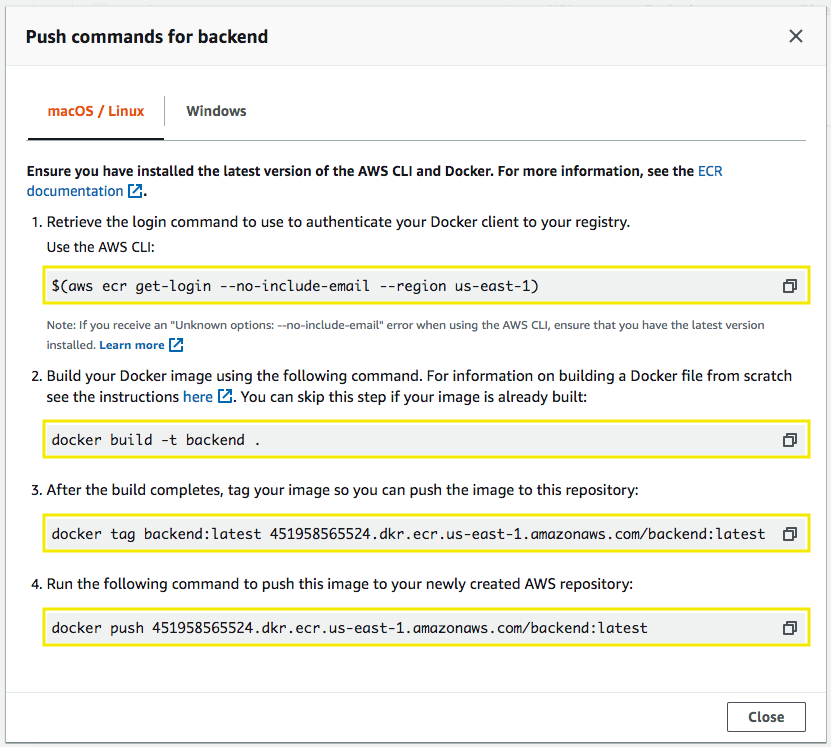 Push commands for backend
macOS / Linux
Windows
Ensure you have installed the latest version of the AWS CLI and Docker. For more information, see the ECR
documentation .
1. Retrieve the login command to use to authenticate your Docker client to your registry.
Use the AWS CLI:
$(aws ecr get-login --no-include-email --region us-east-1)
Note: If you receive an "Unknown options: --no-include-email" error when using the AWS CLI, ensure that you have the latest version
installed. Learn more
2. Build your Docker image using the following command. For information on building a Docker file from scratch
see the instructions here . You can skip this step if your image is already built:
docker build -t backend .
3. After the build completes, tag your image so you can push the image to this repository:
docker tag backend:latest 451958565524.dkr.ecr.us-east-1.amazonaws.com/backend:latest
4. Run the following command to push this image to your newly created AWS repository:
docker push 451958565524.dkr.ecr.us-east-1.amazonaws.com/backend:latest
Close